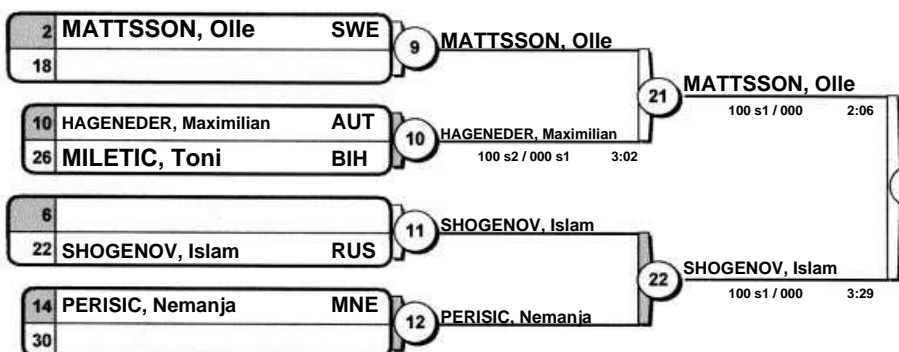 2 MATTSSON, Olle SWE
18
9 MATTSSON, Olle
10 HAGENEDER, Maximilian AUT
26 MILETIC, Toni BIH
10 HAGENEDER, Maximilian
100 s2 / 000 s1 3:02
21 MATTSSON, Olle
100 s1 / 000 2:06
6
22 SHOGENOV, Islam RUS
11 SHOGENOV, Islam
14 PERISIC, Nemanja MNE
30
12 PERISIC, Nemanja
22 SHOGENOV, Islam
100 s1 / 000 3:29